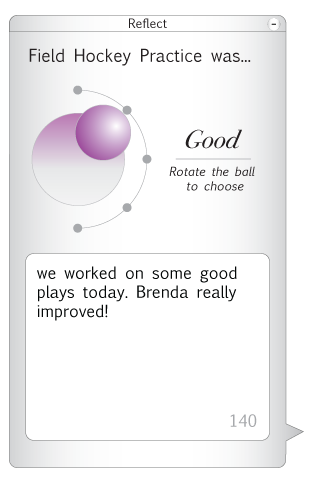 Reflect
Field Hockey Practice was...
Good
Rotate the ball
to choose
we worked on some good
plays today. Brenda really
improved!
140